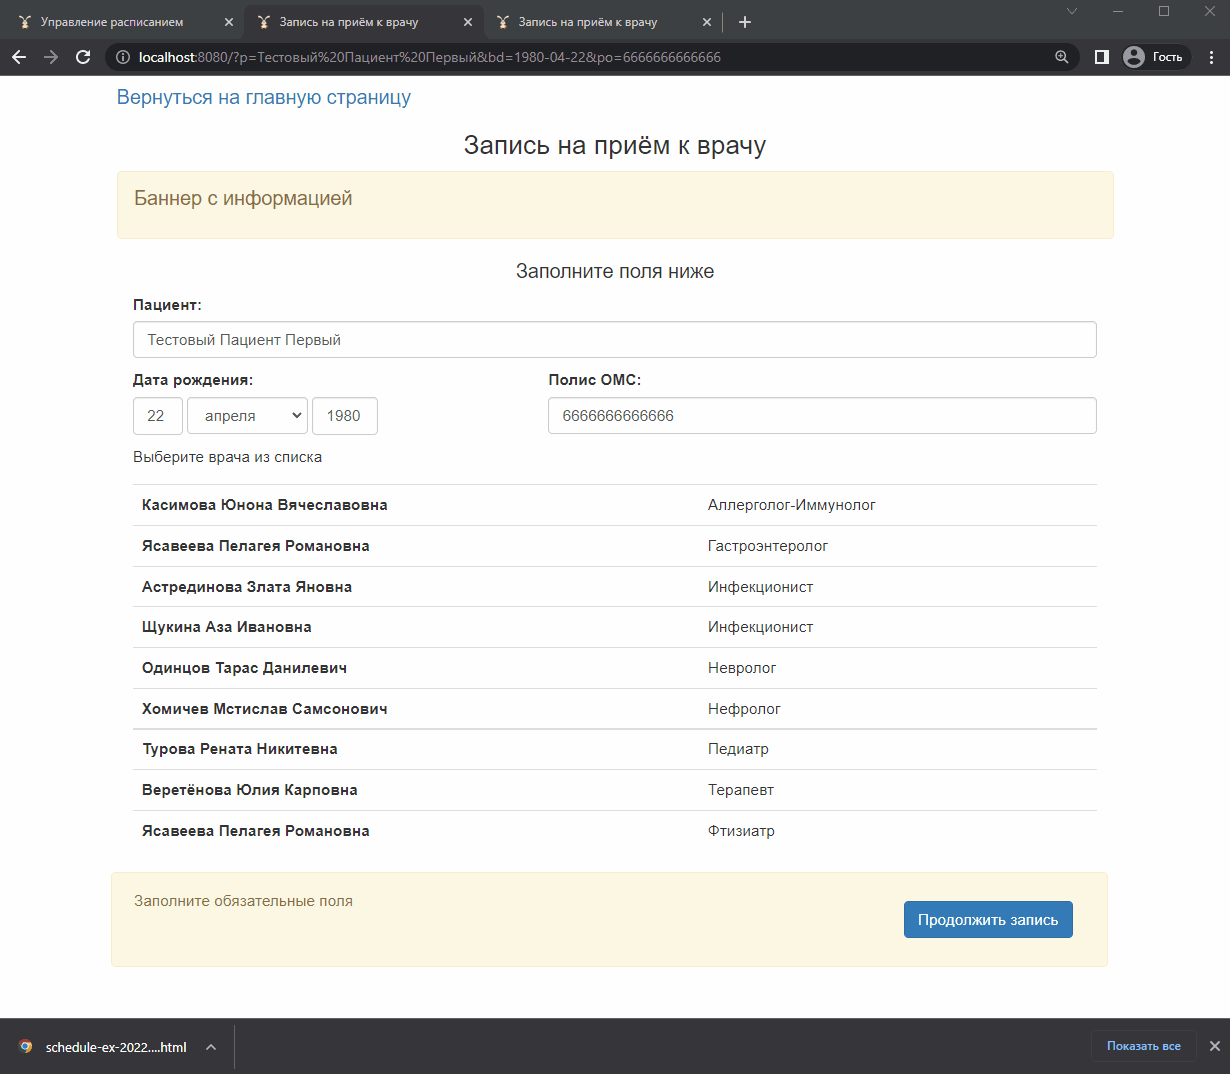 Управление расписанием
Запись на приём к врачу
Запись на приём к врачу
localhost:8080/?p=Тестовый%20Пациент%20Первый&bd=1980-04-22&po=6666666666666
Гость
Вернуться на главную страницу
Запись на приём к врачу
Баннер с информацией
Заполните поля ниже
Пациент:
Тестовый Пациент Первый
Дата рождения: Полис ОМС:
22 апреля 1980 6666666666666
Выберите врача из списка
Касимова Юнона Вячеславовна Аллерголог-Иммунолог
Ясавеева Пелагея Романовна Гастроэнтеролог
Астрединова Злата Яновна Инфекционист
Щукина Аза Ивановна Инфекционист
Одинцов Тарас Данилевич Невролог
Хомичев Мстислав Самсонович Нефролог
Турова Рената Никитевна Педиатр
Веретёнова Юлия Карповна Терапевт
Ясавеева Пелагея Романовна Фтизиатр
Заполните обязательные поля
Продолжить запись
schedule-ex-2022....html
Показать все